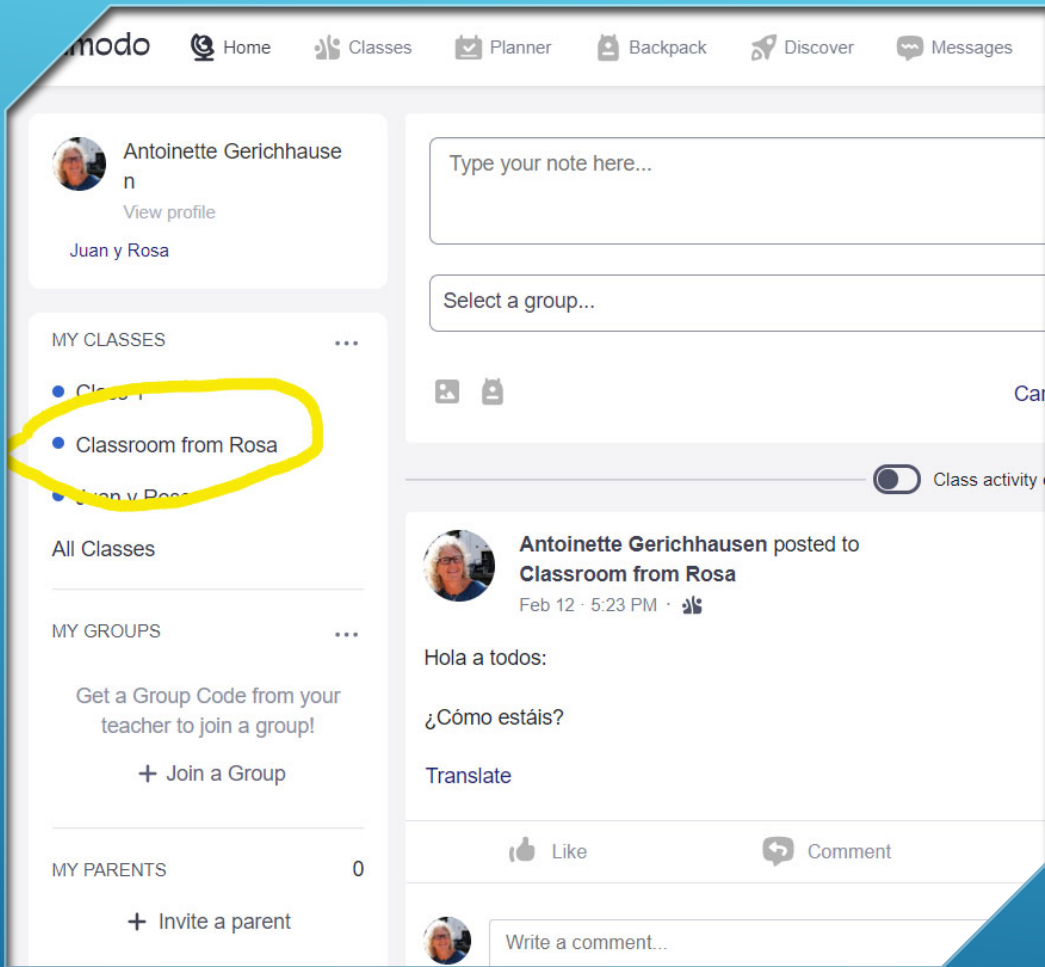 Home Classes Planner Backpack Discover Messages
Antoinette Gerichhause
n
View profile
Juan y Rosa
MY CLASSES
Classroom from Rosa
Juan y Rosa
All Classes
MY GROUPS
Get a Group Code from your
teacher to join a group!
+ Join a Group
MY PARENTS 0
+ Invite a parent
Type your note here...
Select a group...
Class activity
Antoinette Gerichhausen posted to
Classroom from Rosa
Feb 12 · 5:23 PM ·
Hola a todos:
¿Cómo estáis?
Translate
Like Comment
Write a comment...